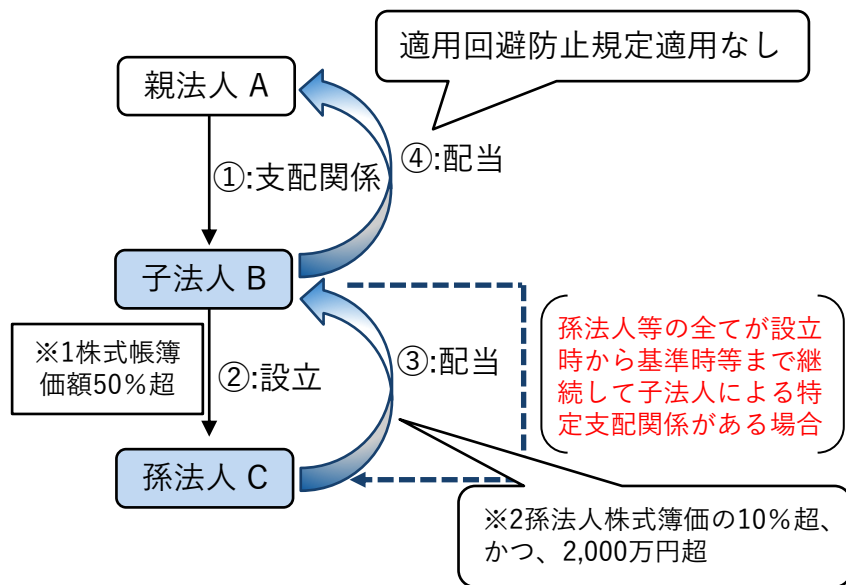 適用回避防止規定適用なし
親法人 A
④:配当
①:支配関係
子法人 B
※1株式帳簿
価額50%超
②:設立
③:配当
孫法人等の全てが設立
時から基準時等まで継
続して子法人による特
定支配関係がある場合
孫法人 C
※2孫法人株式簿価の10%超、
かつ、2,000万円超